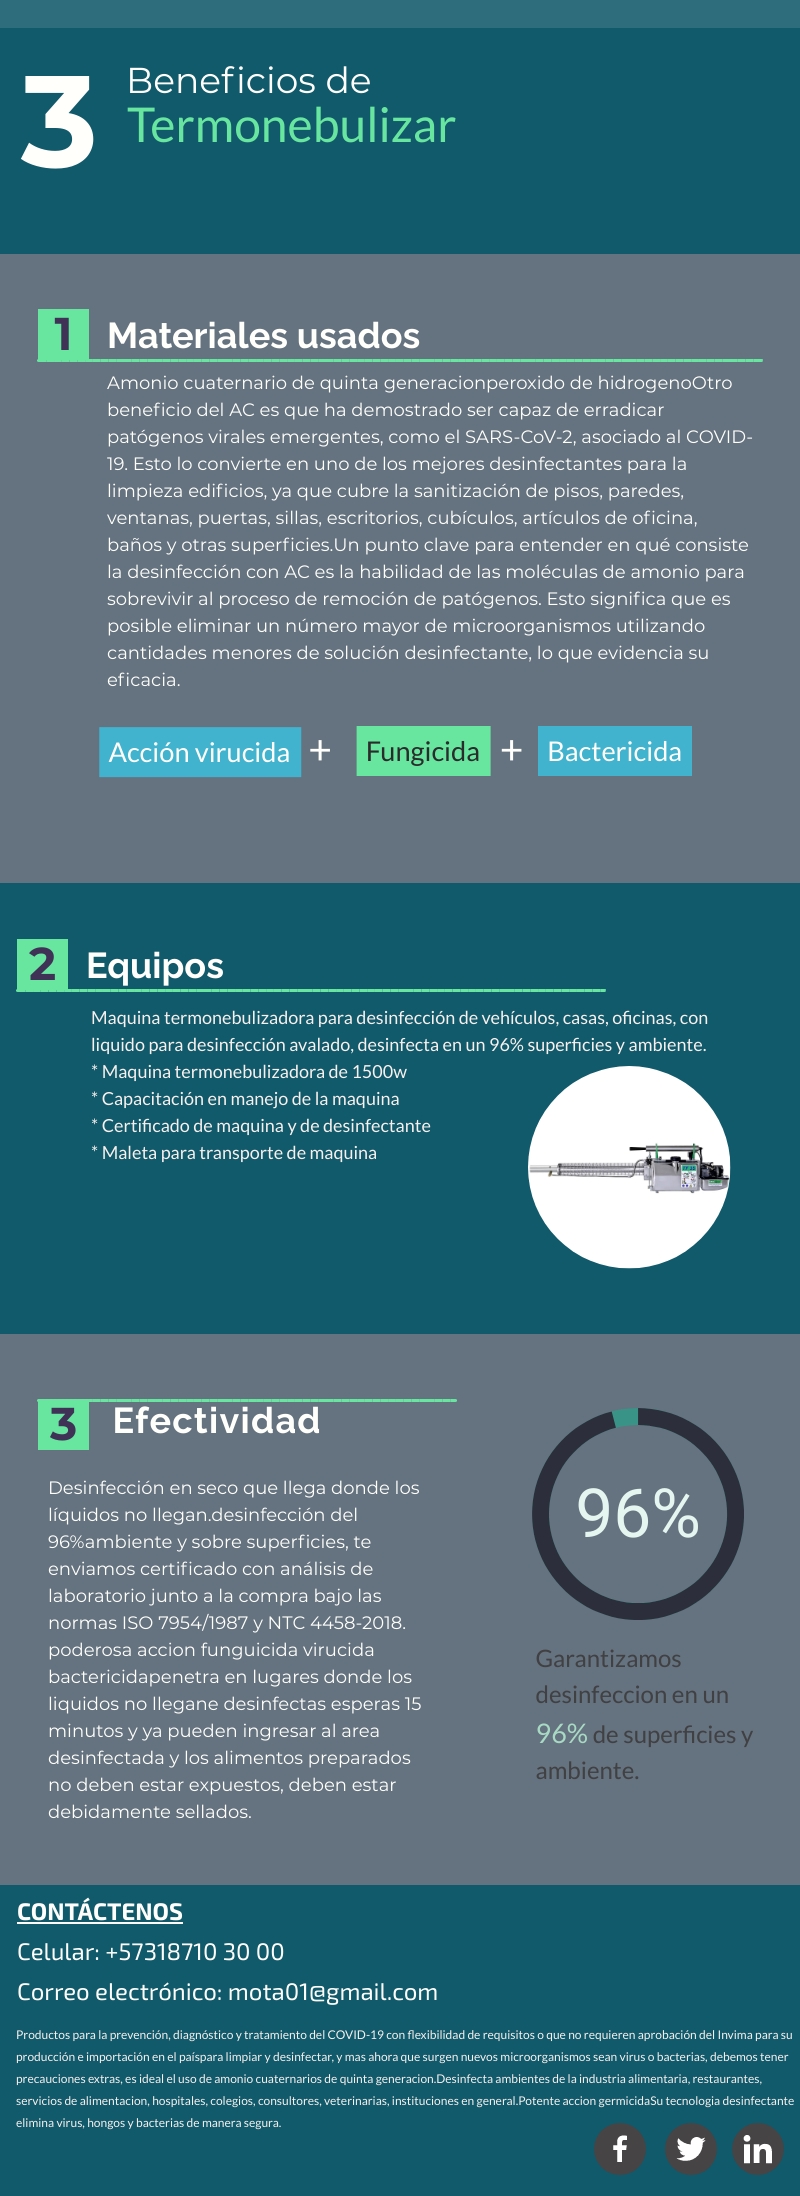 3
Beneficios de
Termonebulizar
1
Materiales usados
Amonio cuaternario de quinta generacionperoxido de hidrogenoOtro
beneficio del AC es que ha demostrado ser capaz de erradicar
patógenos virales emergentes, como el SARS-CoV-2, asociado al COVID-
19. Esto lo convierte en uno de los mejores desinfectantes para la
limpieza edificios, ya que cubre la sanitización de pisos, paredes,
ventanas, puertas, sillas, escritorios, cubículos, artículos de oficina,
baños y otras superficies.Un punto clave para entender en qué consiste
la desinfección con AC es la habilidad de las moléculas de amonio para
sobrevivir al proceso de remoción de patógenos. Esto significa que es
posible eliminar un número mayor de microorganismos utilizando
cantidades menores de solución desinfectante, lo que evidencia su
eficacia.
Acción virucida + Fungicida + Bactericida
2
Equipos
Maquina termonebulizadora para desinfección de vehículos, casas, oficinas, con
liquido para desinfección avalado, desinfecta en un 96% superficies y ambiente.
* Maquina termonebulizadora de 1500w
* Capacitación en manejo de la maquina
* Certificado de maquina y de desinfectante
* Maleta para transporte de maquina
3
Efectividad
Desinfección en seco que llega donde los
líquidos no llegan.desinfección del
96%ambiente y sobre superficies, te
enviamos certificado con análisis de
laboratorio junto a la compra bajo las
normas ISO 7954/1987 y NTC 4458-2018.
poderosa accion funguicida virucida
bactericidapenetra en lugares donde los
liquidos no llegane desinfectas esperas 15
minutos y ya pueden ingresar al area
desinfectada y los alimentos preparados
no deben estar expuestos, deben estar
debidamente sellados.
96%
Garantizamos
desinfeccion en un
96% de superficies y
ambiente.
CONTÁCTENOS
Celular: +57318710 30 00
Correo electrónico: mota01@gmail.com
Productos para la prevención, diagnóstico y tratamiento del COVID-19 con flexibilidad de requisitos o que no requieren aprobación del Invima para su
producción e importación en el paíspara limpiar y desinfectar, y mas ahora que surgen nuevos microorganismos sean virus o bacterias, debemos tener
precauciones extras, es ideal el uso de amonio cuaternarios de quinta generacion.Desinfecta ambientes de la industria alimentaria, restaurantes,
servicios de alimentacion, hospitales, colegios, consultores, veterinarias, instituciones en general.Potente accion germicidaSu tecnologia desinfectante
elimina virus, hongos y bacterias de manera segura.